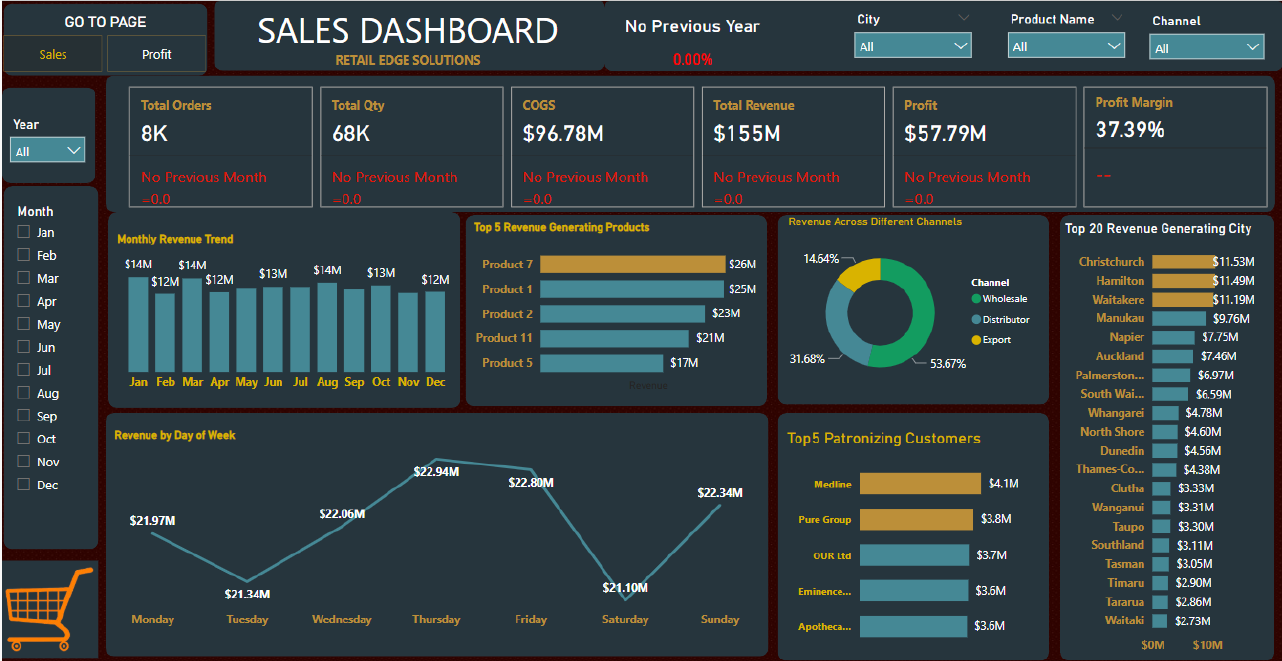 GO TO PAGE
Sales
Profit
SALES DASHBOARD
RETAIL EDGE SOLUTIONS
No Previous Year
0.00%
City
All
Product Name
All
Channel
All
Year
All
Total Orders
8K
No Previous Month
=0.0
Total Qty
68K
No Previous Month
=0.0
COGS
$96.78M
No Previous Month
=0.0
Total Revenue
$155M
No Previous Month
=0.0
Profit
$57.79M
No Previous Month
=0.0
Profit Margin
37.39%
--
Month
Jan
Feb
Mar
Apr
May
Jun
Jul
Aug
Sep
Oct
Nov
Dec
Monthly Revenue Trend
$14M $12M $14M $12M $13M $14M $13M $12M
Jan Feb Mar Apr May Jun Jul Aug Sep Oct Nov Dec
Top 5 Revenue Generating Products
Product 7 $26M
Product 1 $25M
Product 2 $23M
Product 11 $21M
Product 5 $17M
Revenue
Revenue Across Different Channels
14.64%
31.68%
53.67%
Channel
Wholesale
Distributor
Export
Top 20 Revenue Generating City
Christchurch $11.53M
Hamilton $11.49M
Waitakere $11.19M
Manukau $9.76M
Napier $7.75M
Auckland $7.46M
Palmerston... $6.97M
South Wai... $6.59M
Whangarei $4.78M
North Shore $4.60M
Dunedin $4.56M
Thames-Co... $4.38M
Clutha $3.33M
Wanganui $3.31M
Taupo $3.30M
Southland $3.11M
Tasman $3.05M
Timaru $2.90M
Tararua $2.86M
Waitaki $2.73M
$0M $10M
Revenue by Day of Week
$21.97M
$21.34M
$22.06M
$22.94M
$22.80M
$21.10M
$22.34M
Monday Tuesday Wednesday Thursday Friday Saturday Sunday
Top5 Patronizing Customers
Medline $4.1M
Pure Group $3.8M
OUR Ltd $3.7M
Eminence... $3.6M
Apotheca... $3.6M